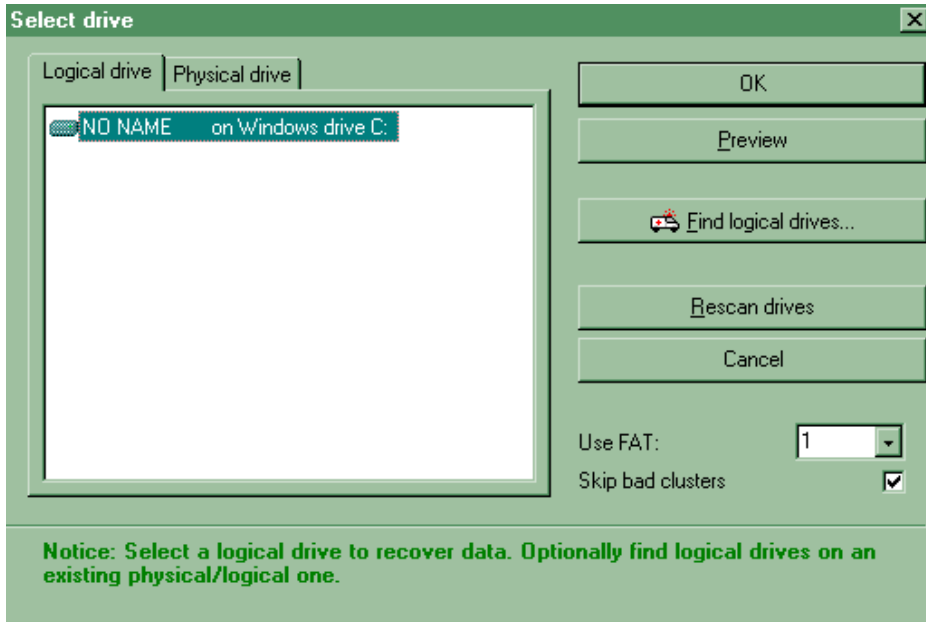 Select drive
Logical drive
Physical drive
NO NAME on Windows drive C:
OK
Preview
Find logical drives...
Rescan drives
Cancel
Use FAT: 1
Skip bad clusters
Notice: Select a logical drive to recover data. Optionally find logical drives on an
existing physical/logical one.